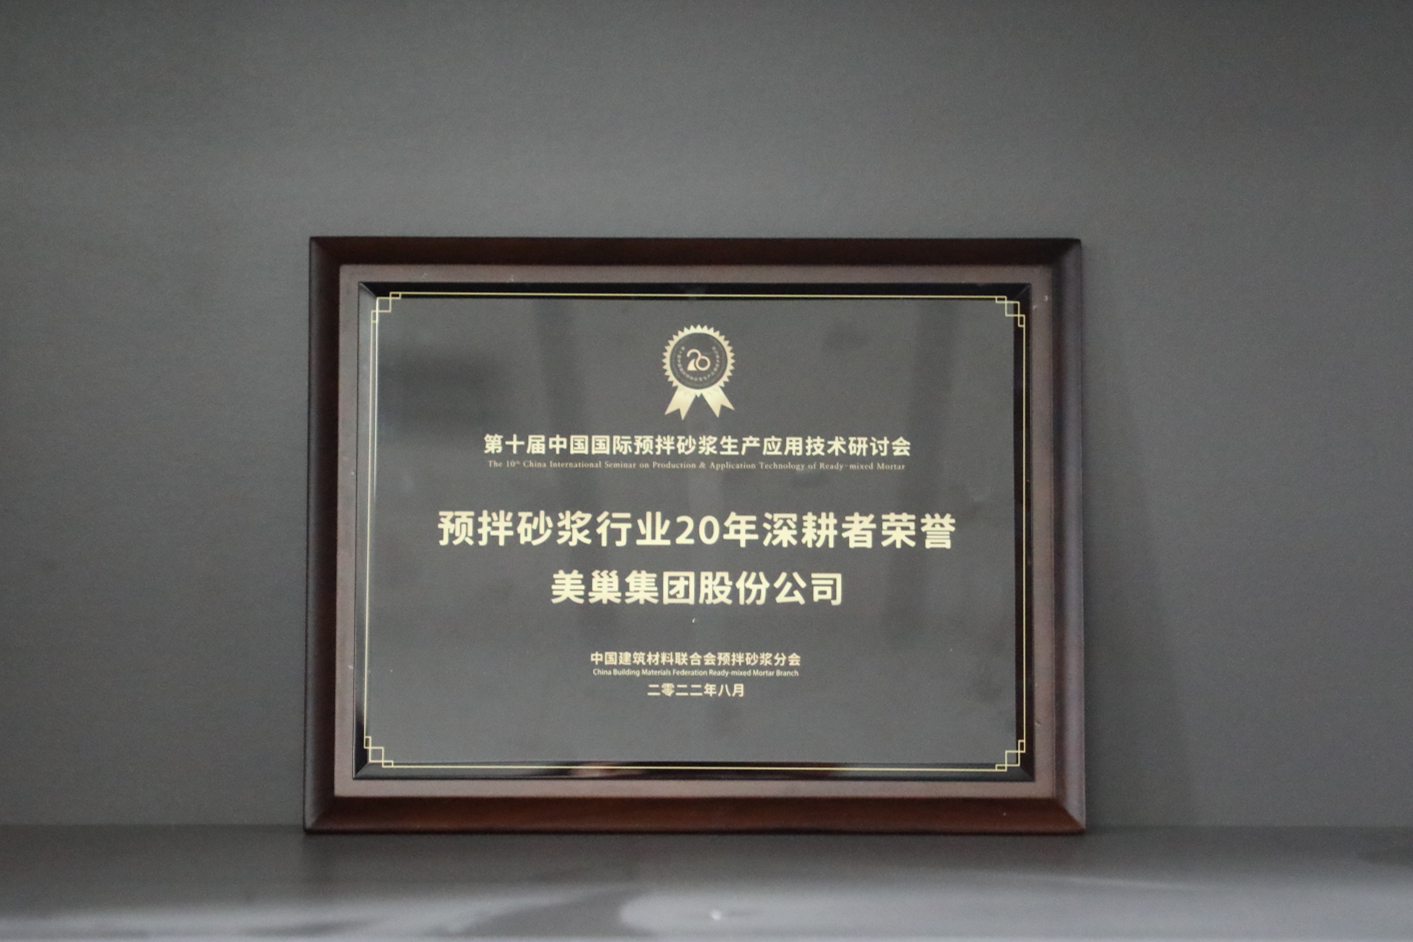 20
第十届中国国际预拌砂浆生产应用技术研讨会
The 10th China International Seminar on Production & Application Technology of Ready-mixed Mortar
预拌砂浆行业20年深耕者荣誉
美巢集团股份公司
中国建筑材料联合会预拌砂浆分会
China Building Materials Federation Ready-mixed Mortar Branch
二零二二年八月